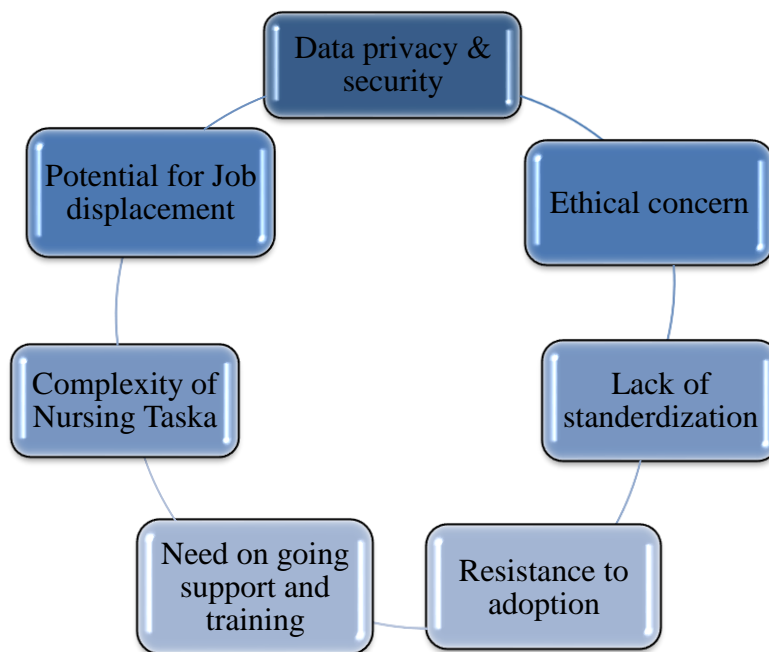 Data privacy &
security
Ethical concern
Lack of
standerdization
Resistance to
adoption
Need on going
support and
training
Complexity of
Nursing Taska
Potential for Job
displacement